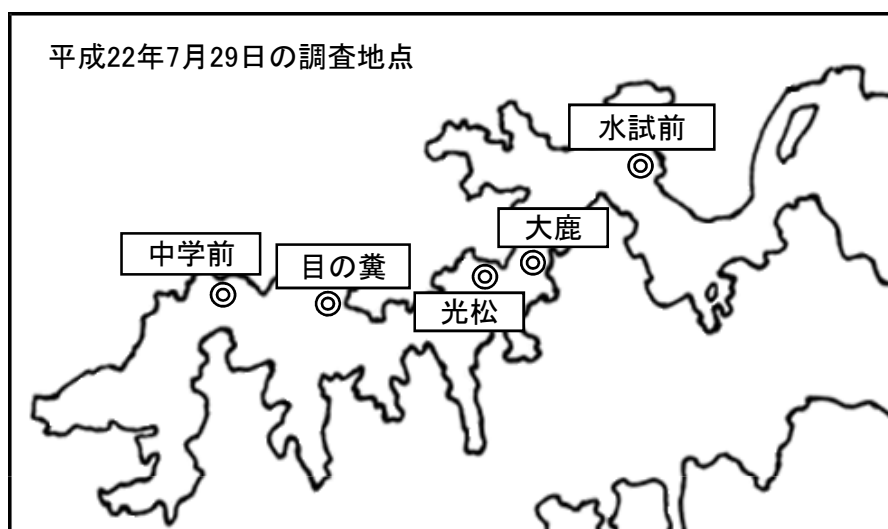 平成22年7月29日の調査地点
水試前
大鹿
中学前
目の糞
光松